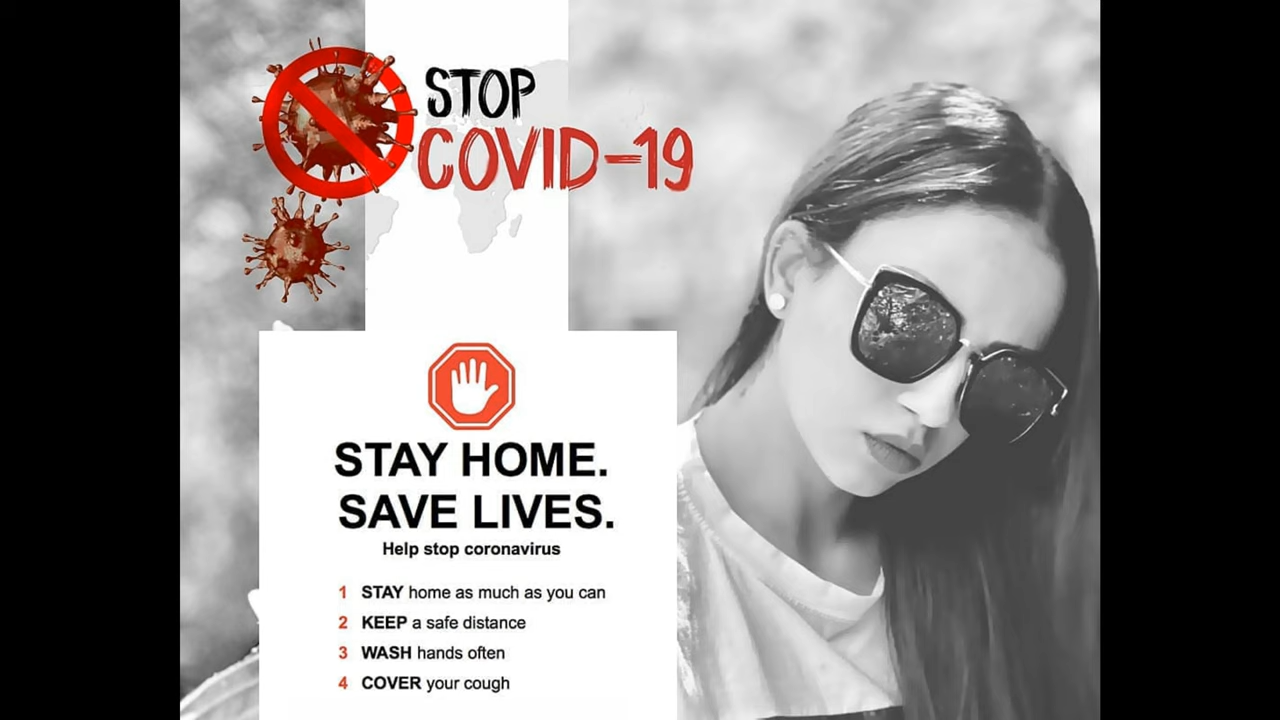 STOP
COVID-19
STAY HOME.
SAVE LIVES.
Help stop coronavirus
1 STAY home as much as you can
2 KEEP a safe distance
3 WASH hands often
4 COVER your cough